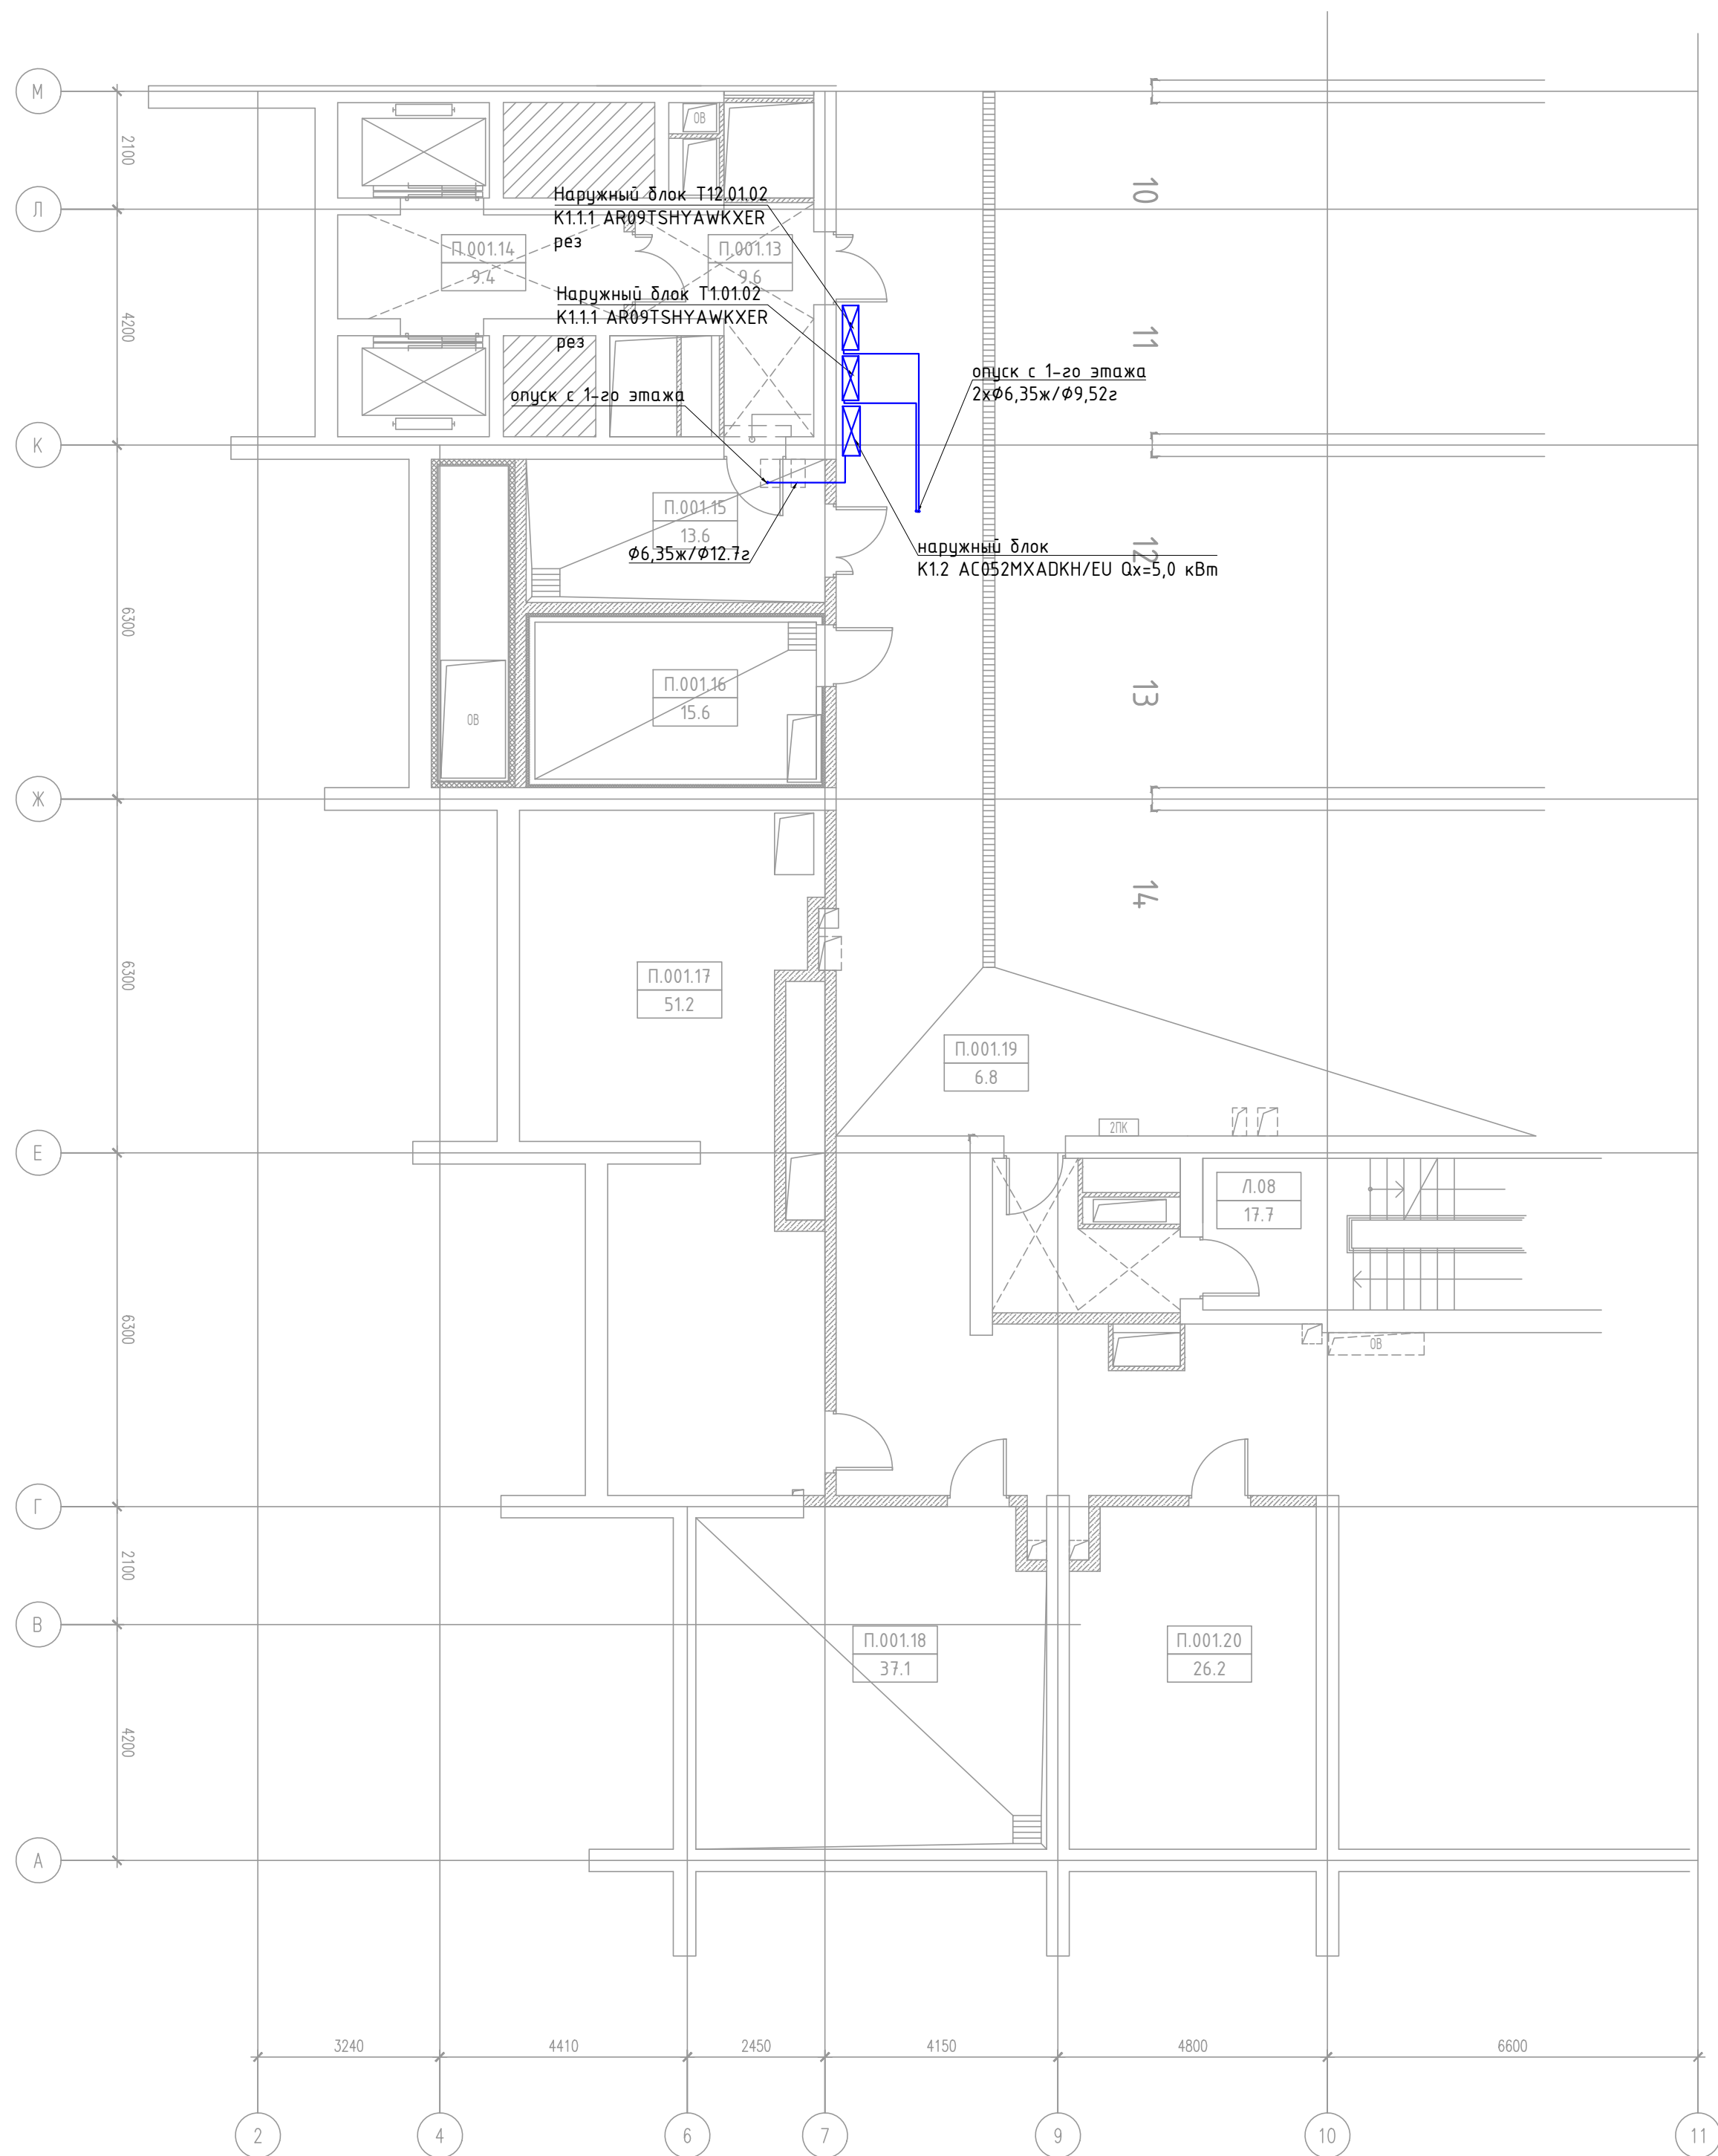 М
2100
ОВ
10
Наружный блок Т12.01.02
К1.1.1 AR09TSHYAWKXER
рез
Л
П.001.14
9.4
П.001.13
9.6
Наружный блок Т1.01.02
К1.1.1 AR09TSHYAWKXER
рез
4200
11
опуск с 1-го этажа
2хФ6,35ж/Ф9,52г
опуск с 1-го этажа
К
П.001.15
13.6
Ф6,35ж/Ф12.7г
12
наружный блок
К1.2 AC052MXADKH/EU Qх=5,0 кВт
6300
П.001.16
15.6
ОВ
13
Ж
14
6300
П.001.17
51.2
П.001.19
6.8
2ПК
Е
Л.08
17.7
6300
ОВ
Г
2100
В
П.001.18
37.1
П.001.20
26.2
4200
А
3240
4410
2450
4150
4800
6600
2
4
6
7
9
10
11